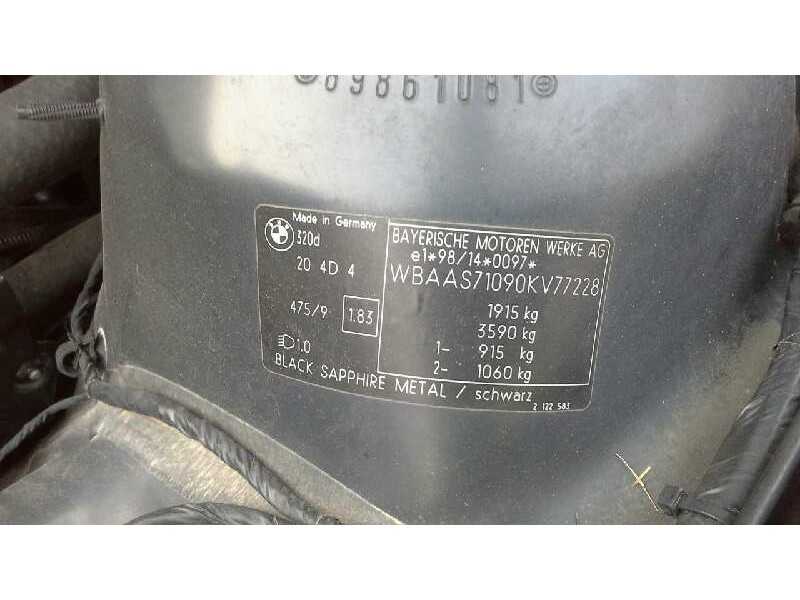 69861081
Made in Germany
BMW
320d
20 4D 4
475/9 1.83
1.0
BAYERISCHE MOTOREN WERKE AG
e1*98/14*0097*
WBAAS71090KV77228
1915 kg
3590 kg
1- 915 kg
2- 1060 kg
BLACK SAPPHIRE METAL / schwarz
2 122 583